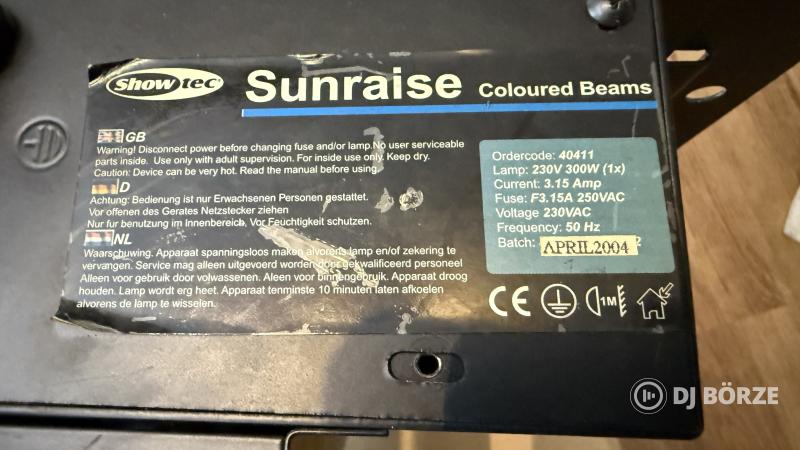 Showtec Sunraise Coloured Beams
GB
Warning! Disconnect power before changing fuse and/or lamp.No user serviceable
parts inside. Use only with adult supervision. For inside use only. Keep dry.
Caution: Device can be very hot. Read the manual before using.
D
Achtung: Bedienung ist nur Erwachsenen Personen gestattet.
Vor offenen des Gerates Netzstecker ziehen
Nur fur benutzung im Innenbereich, Vor Feuchtigkeit schutzen.
NL
Waarschuwing. Apparaat spanningsloos maken alvorens lamp en/of zekering te
vervangen. Service mag alleen uitgevoerd worden door gekwalificeerd personeel
Alleen voor gebruik door volwassenen. Alleen voor binnengebruik. Apparaat droog
houden. Lamp wordt erg heet. Apparaat tenminste 10 minuten laten afkoelen
alvorens de lamp te wisselen.
Ordercode: 40411
Lamp: 230V 300W (1x)
Current: 3.15 Amp
Fuse: F3.15A 250VAC
Voltage 230VAC
Frequency: 50 Hz
Batch: APRIL2004 2
CE
1M
DJ BÖRZE